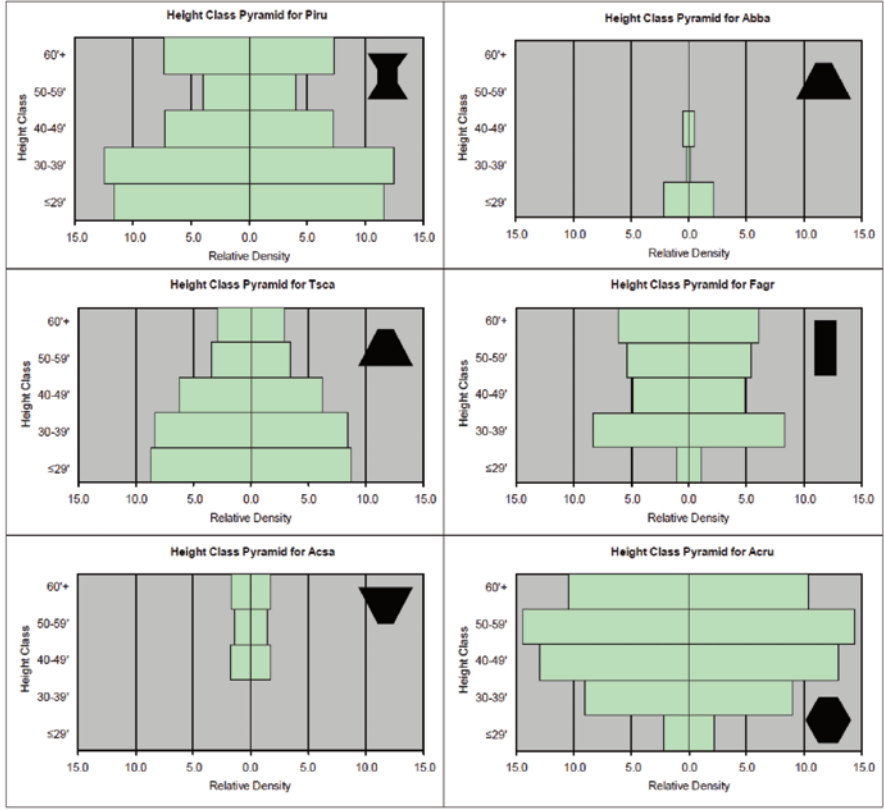 Height Class Pyramid for Piru
Height Class
60'+
50-59'
40-49'
30-39'
≤29'
15.0 10.0 5.0 0.0 5.0 10.0 15.0
Relative Density
Height Class Pyramid for Abba
Height Class
60'+
50-59'
40-49'
30-39'
≤29'
15.0 10.0 5.0 0.0 5.0 10.0 15.0
Relative Density
Height Class Pyramid for Tsca
Height Class
60'+
50-59'
40-49'
30-39'
≤29'
15.0 10.0 5.0 0.0 5.0 10.0 15.0
Relative Density
Height Class Pyramid for Fagr
Height Class
60'+
50-59'
40-49'
30-39'
≤29'
15.0 10.0 5.0 0.0 5.0 10.0 15.0
Relative Density
Height Class Pyramid for Acsa
Height Class
60'+
50-59'
40-49'
30-39'
≤29'
15.0 10.0 5.0 0.0 5.0 10.0 15.0
Relative Density
Height Class Pyramid for Acru
Height Class
60'+
50-59'
40-49'
30-39'
≤29'
15.0 10.0 5.0 0.0 5.0 10.0 15.0
Relative Density